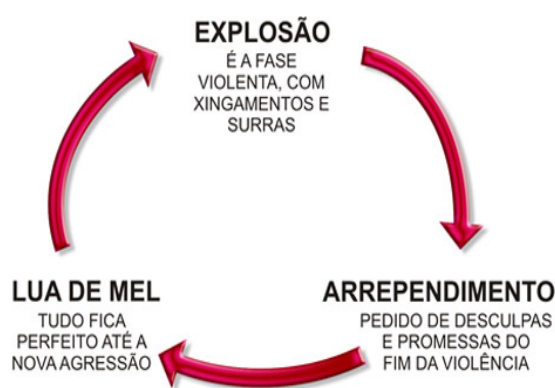 EXPLOSÃO
É A FASE
VIOLENTA, COM
XINGAMENTOS E
SURRAS
ARREPENDIMENTO
PEDIDO DE DESCULPAS
E PROMESSAS DO
FIM DA VIOLÊNCIA
LUA DE MEL
TUDO FICA
PERFEITO ATÉ A
NOVA AGRESSÃO